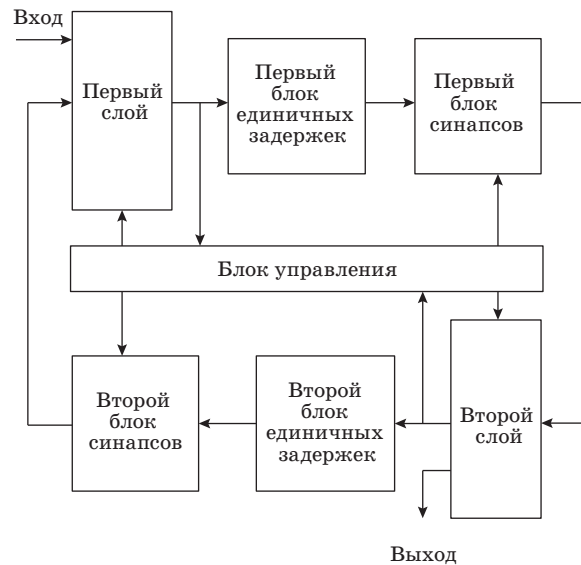 Вход
Первый
слой
Первый
блок
единичных
задержек
Первый
блок
синапсов
Блок управления
Второй
блок
синапсов
Второй
блок
единичных
задержек
Второй
слой
Выход